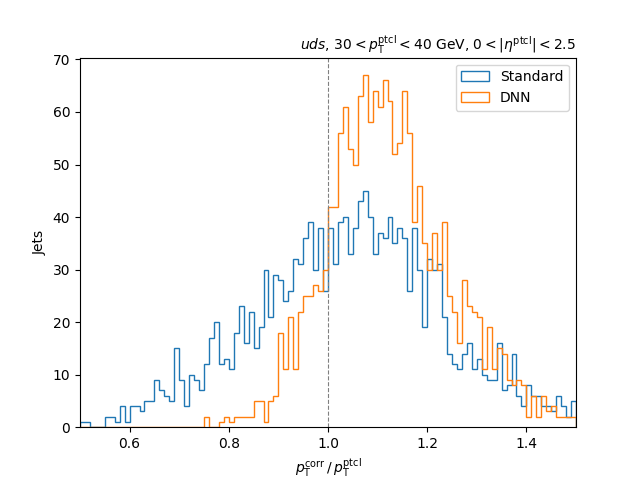 uds, 30 < p_T^ptcl < 40 GeV, 0 < |η^ptcl| < 2.5
Standard
DNN
Jets
70
60
50
40
30
20
10
0
0.6 0.8 1.0 1.2 1.4
p_T^corr / p_T^ptcl